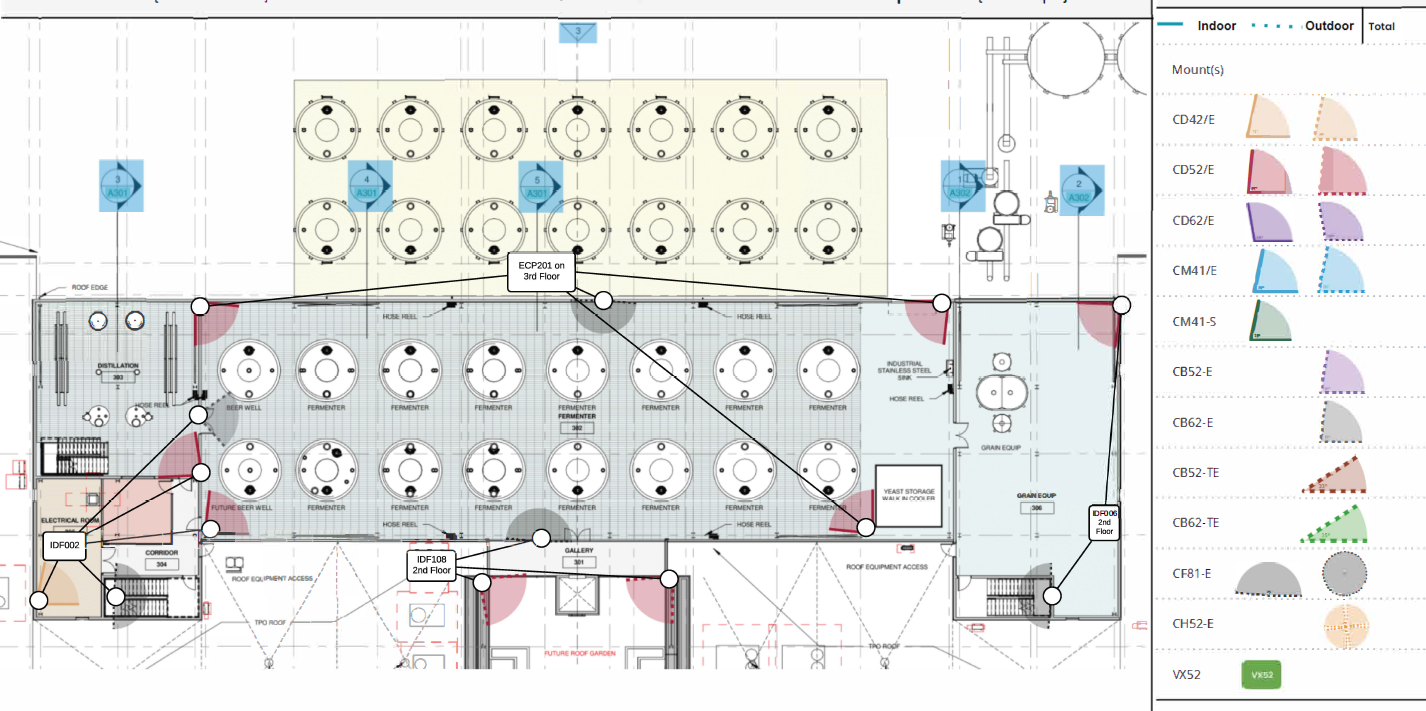 Indoor
Outdoor
Total
Mount(s)
CD42/E
CD52/E
CD62/E
CM41/E
CM41-S
CB52-E
CB62-E
CB52-TE
CB62-TE
CF81-E
CH52-E
VX52
VX52
3
3
A301
4
A301
5
A301
1
A302
2
A302
ROOF EDGE
ECP201 on
3rd Floor
HOSE REEL
HOSE REEL
DISTILLATION
303
HOSE REEL
INDUSTRIAL
STAINLESS STEEL
SINK
HOSE REEL
BEER WELL
FERMENTER
FERMENTER
FERMENTER
FERMENTER
FERMENTER
FERMENTER
FERMENTER
FERMENTER
302
GRAIN EQUIP
FUTURE BEER WELL
FERMENTER
FERMENTER
FERMENTER
FERMENTER
FERMENTER
FERMENTER
YEAST STORAGE
WALK IN COOLER
GRAIN EQUIP
306
ELECTRICAL ROOM
HOSE REEL
HOSE REEL
IDF006
2nd
Floor
IDF002
CORRIDOR
304
GALLERY
301
IDF108
2nd Floor
ROOF EQUIPMENT ACCESS
ROOF EQUIPMENT ACCESS
TPO ROOF
TPO ROOF
FUTURE ROOF GARDEN